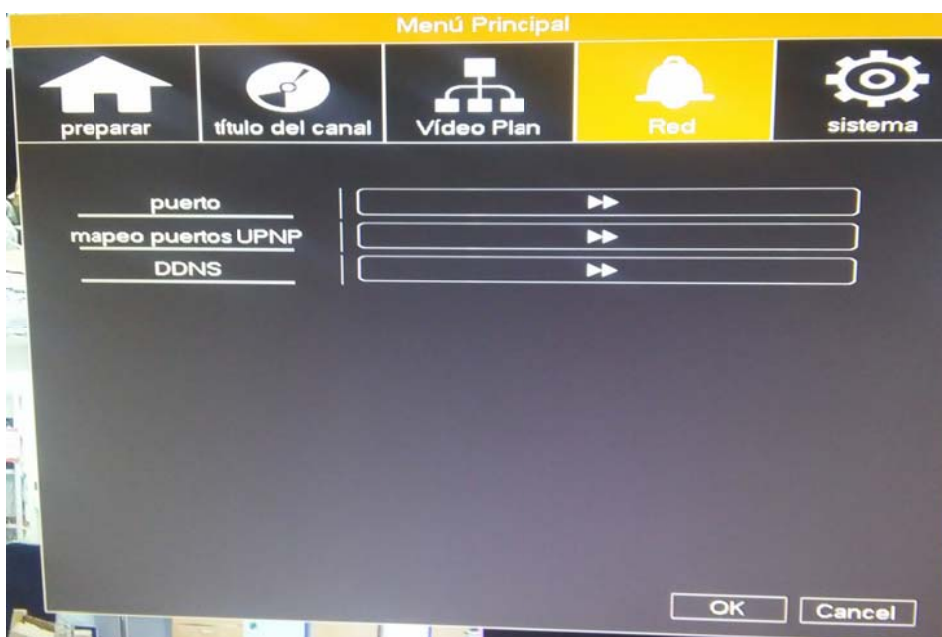 Menú Principal
preparar
título del canal
Vídeo Plan
Red
sistema
puerto
mapeo puertos UPNP
DDNS
OK Cancel